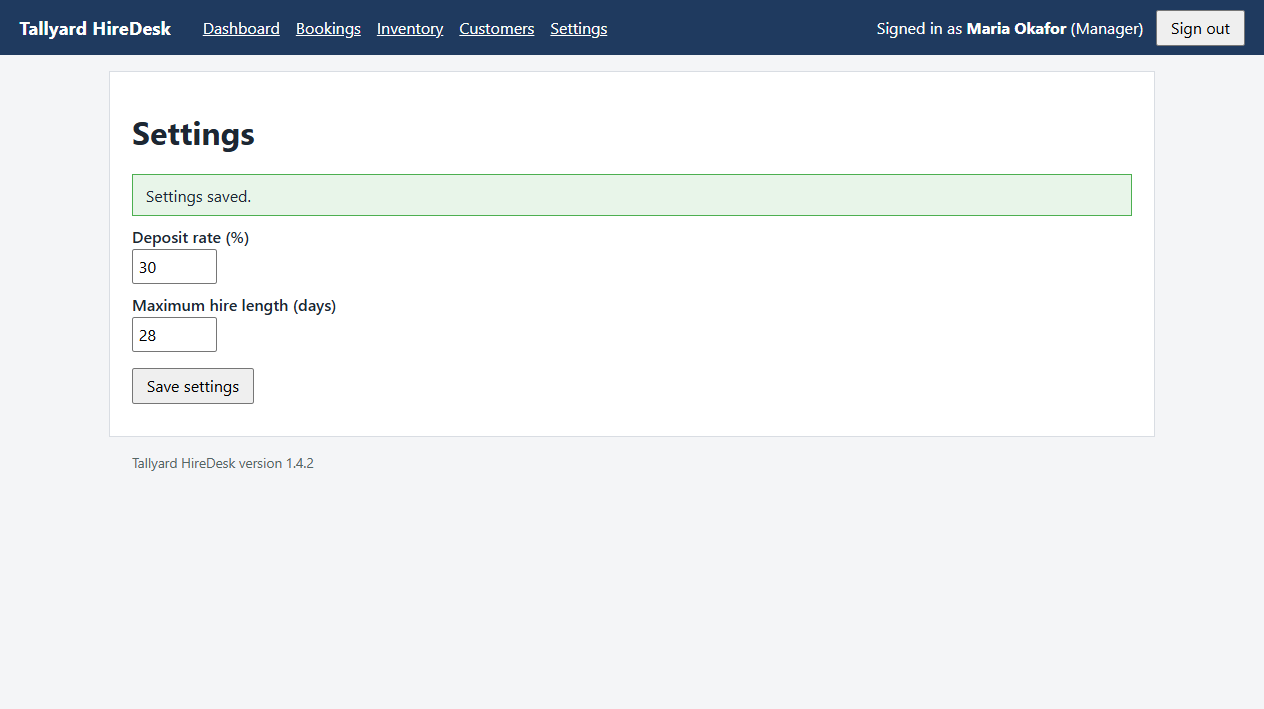 Tallyard HireDesk Dashboard Bookings Inventory Customers Settings Signed in as Maria Okafor (Manager) Sign out
Settings
Settings saved.
Deposit rate (%)
30
Maximum hire length (days)
28
Save settings
Tallyard HireDesk version 1.4.2